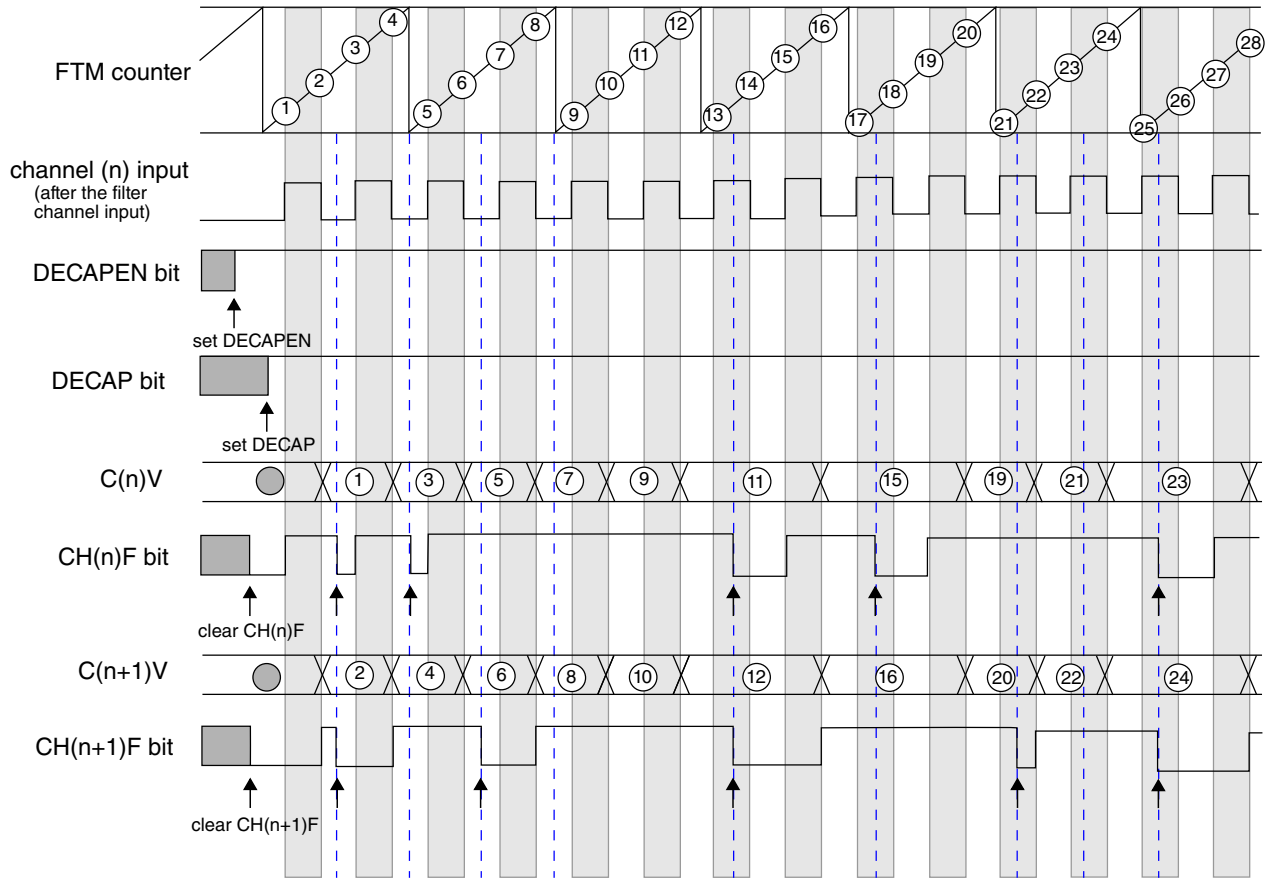 FTM counter
1 2 3 4 5 6 7 8 9 10 11 12 13 14 15 16 17 18 19 20 21 22 23 24 25 26 27 28
channel (n) input
(after the filter
channel input)
DECAPEN bit
set DECAPEN
DECAP bit
set DECAP
C(n)V
1 3 5 7 9 11 15 19 21 23
CH(n)F bit
clear CH(n)F
C(n+1)V
2 4 6 8 10 12 16 20 22 24
CH(n+1)F bit
clear CH(n+1)F